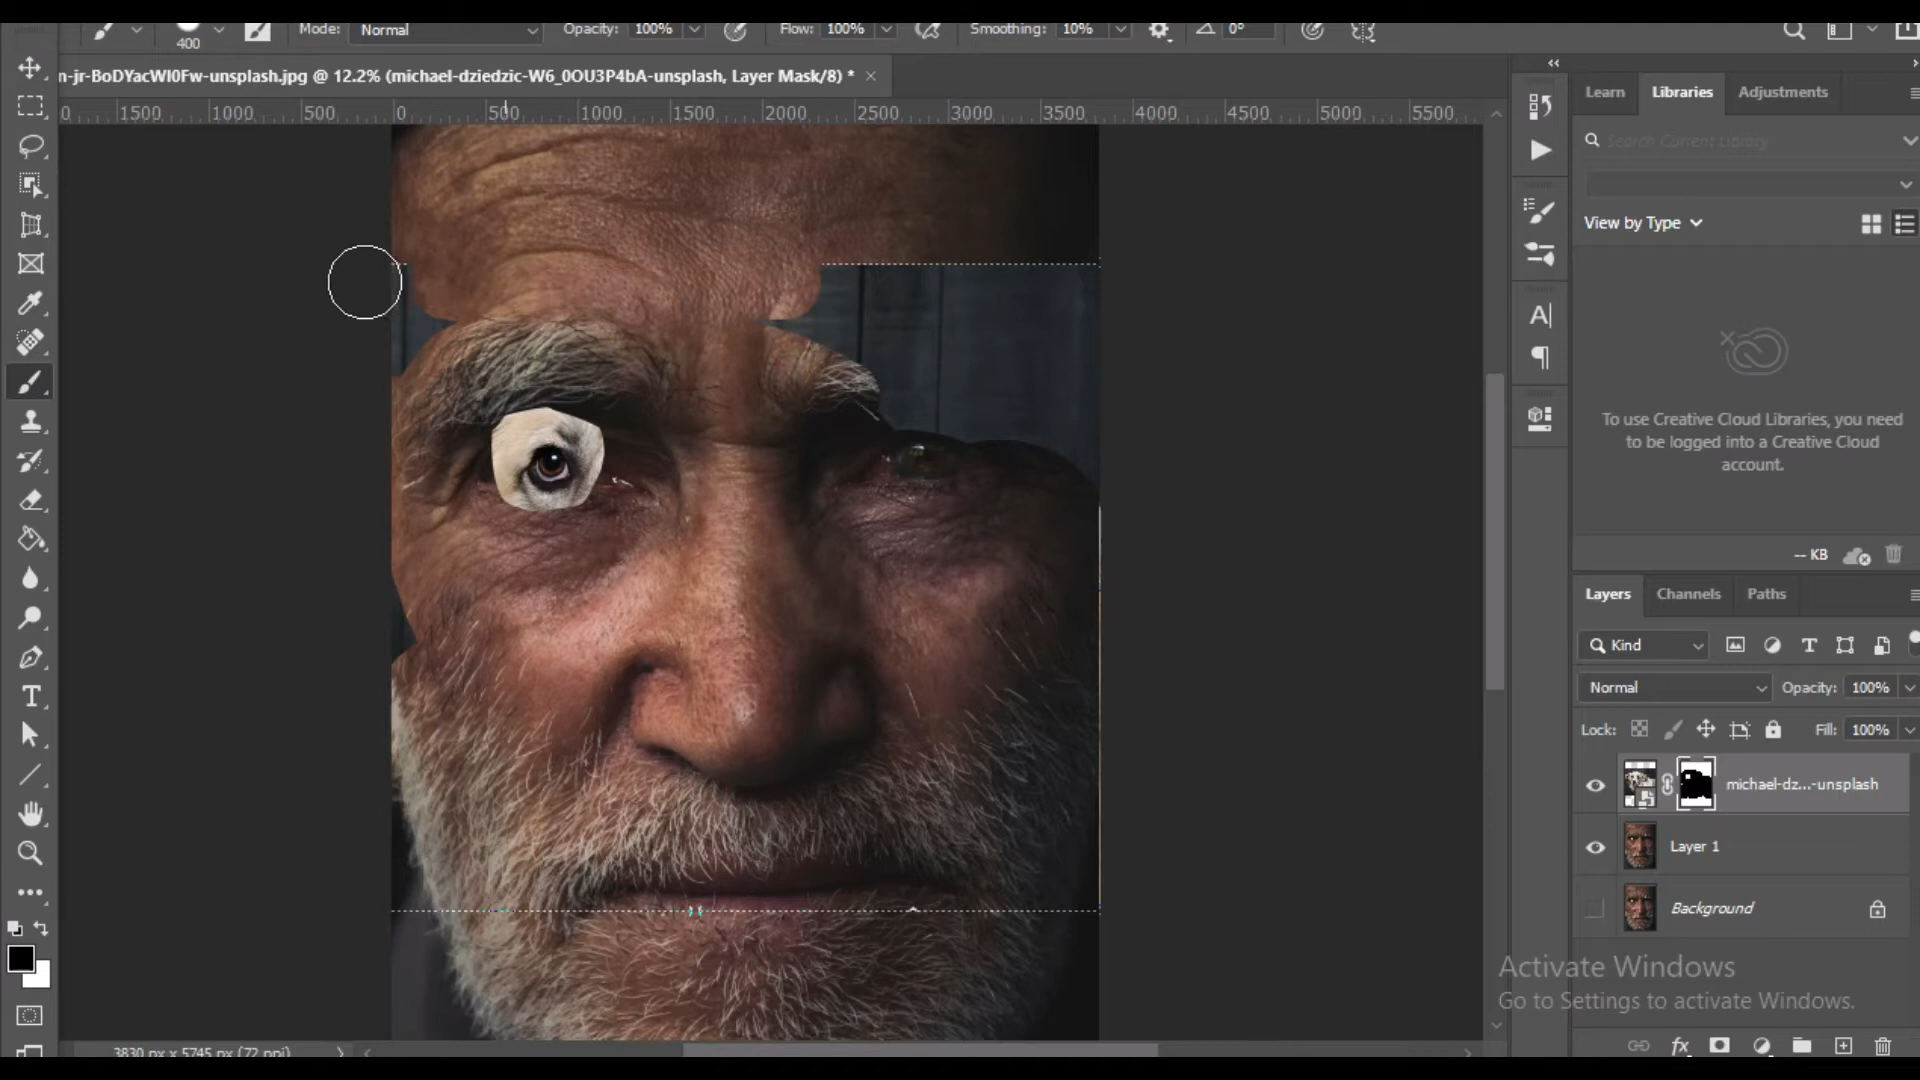 400
Mode: Normal
Opacity: 100%
Flow: 100%
Smoothing: 10%
0°
n-jr-BoDYacWI0Fw-unsplash.jpg @ 12.2% (michael-dziedzic-W6_0OU3P4bA-unsplash, Layer Mask/8) *
0 1500 1000 500 0 500 1000 1500 2000 2500 3000 3500 4000 4500 5000 5500
Learn Libraries Adjustments
Search Current Library
View by Type
To use Creative Cloud Libraries, you need
to be logged into a Creative Cloud
account.
-- KB
Layers Channels Paths
Kind
Normal Opacity: 100%
Lock: Fill: 100%
michael-dz...-unsplash
Layer 1
Background
Activate Windows
Go to Settings to activate Windows.
3830 px x 5745 px (72 ppi)
fx